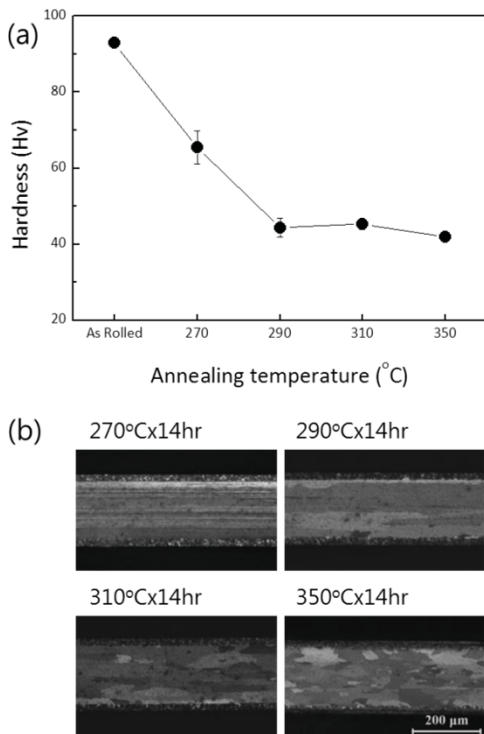 (a)
100
80
60
40
20
Hardness (Hv)
As Rolled 270 290 310 350
Annealing temperature (°C)
(b)
270°Cx14hr 290°Cx14hr
310°Cx14hr 350°Cx14hr
200 μm